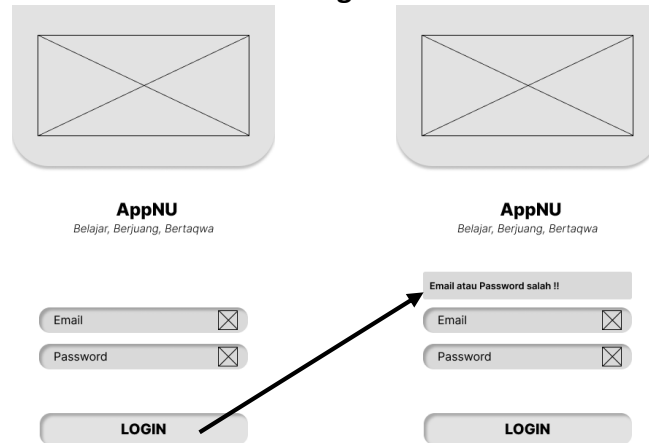 AppNU
Belajar, Berjuang, Bertaqwa
Email
Password
LOGIN
AppNU
Belajar, Berjuang, Bertaqwa
Email atau Password salah !!
Email
Password
LOGIN